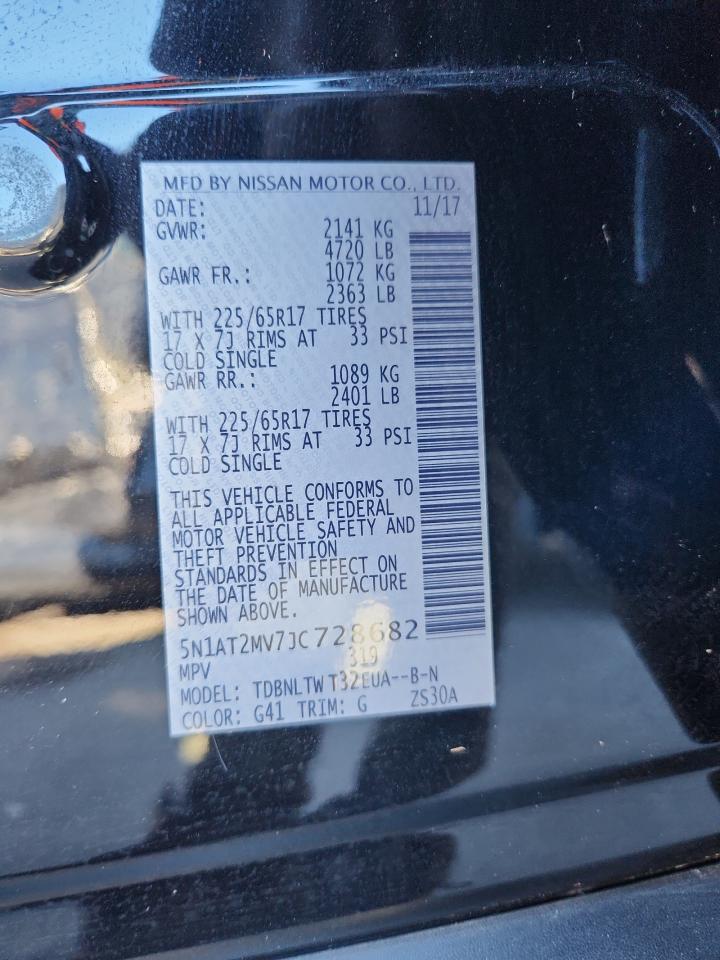 MFD BY NISSAN MOTOR CO., LTD.
DATE: 11/17
GVWR: 2141 KG
4720 LB
GAWR FR.: 1072 KG
2363 LB
WITH 225/65R17 TIRES
17 X 7J RIMS AT 33 PSI
COLD SINGLE
GAWR RR.: 1089 KG
2401 LB
WITH 225/65R17 TIRES
17 X 7J RIMS AT 33 PSI
COLD SINGLE
THIS VEHICLE CONFORMS TO
ALL APPLICABLE FEDERAL
MOTOR VEHICLE SAFETY AND
THEFT PREVENTION
STANDARDS IN EFFECT ON
THE DATE OF MANUFACTURE
SHOWN ABOVE.
5N1AT2MV7JC728682
MPV 319
MODEL: TDBNLTWT32EUA--B-N
COLOR: G41 TRIM: G ZS30A